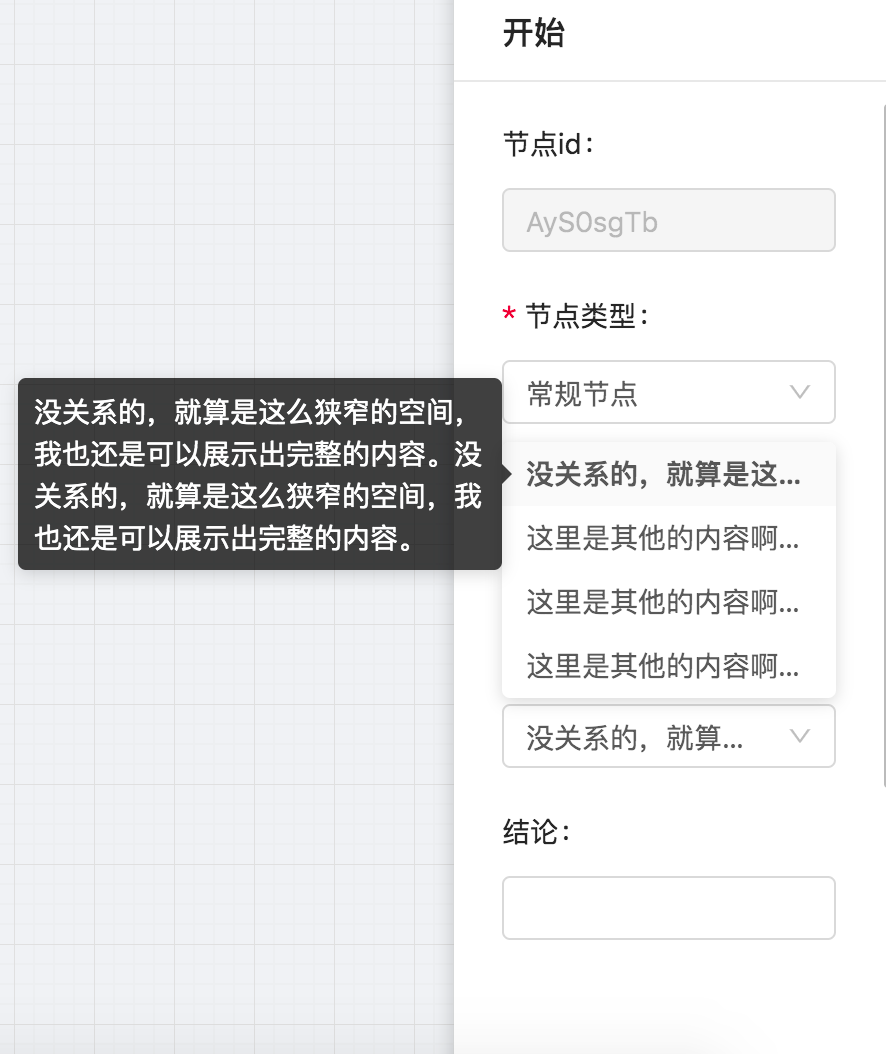 开始
节点id：
AyS0sgTb
* 节点类型：
常规节点
没关系的，就算是这么狭窄的空间，
我也还是可以展示出完整的内容。没
关系的，就算是这么狭窄的空间，我
也还是可以展示出完整的内容。
没关系的，就算是这...
这里是其他的内容啊...
这里是其他的内容啊...
这里是其他的内容啊...
没关系的，就算...
结论：